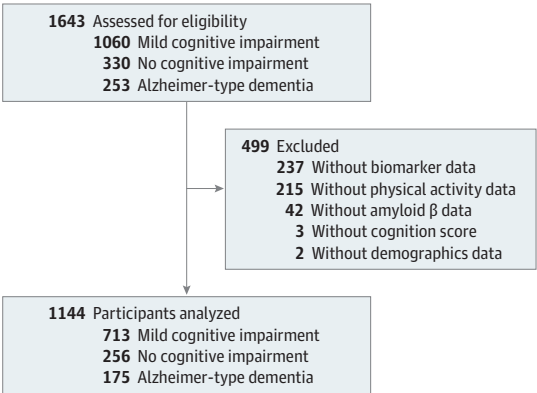 1643 Assessed for eligibility
1060 Mild cognitive impairment
330 No cognitive impairment
253 Alzheimer-type dementia
499 Excluded
237 Without biomarker data
215 Without physical activity data
42 Without amyloid β data
3 Without cognition score
2 Without demographics data
1144 Participants analyzed
713 Mild cognitive impairment
256 No cognitive impairment
175 Alzheimer-type dementia